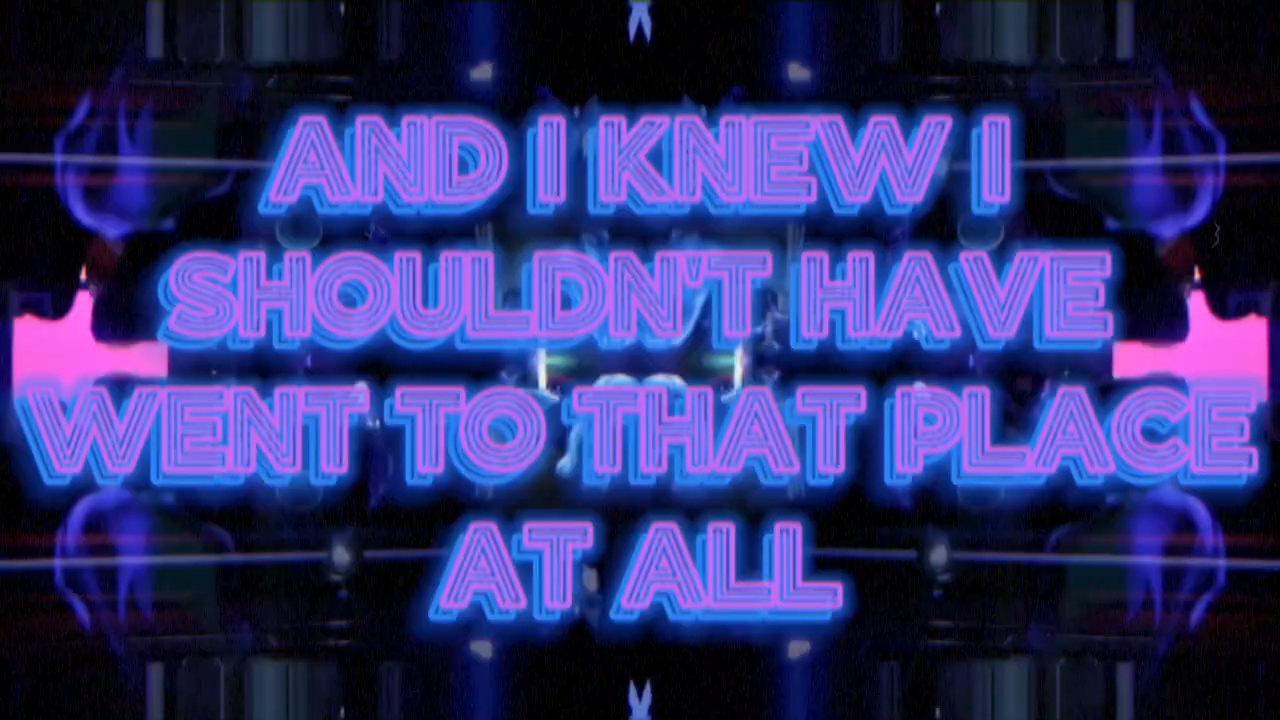 AND I KNEW I
SHOULDN'T HAVE
WENT TO THAT PLACE
AT ALL